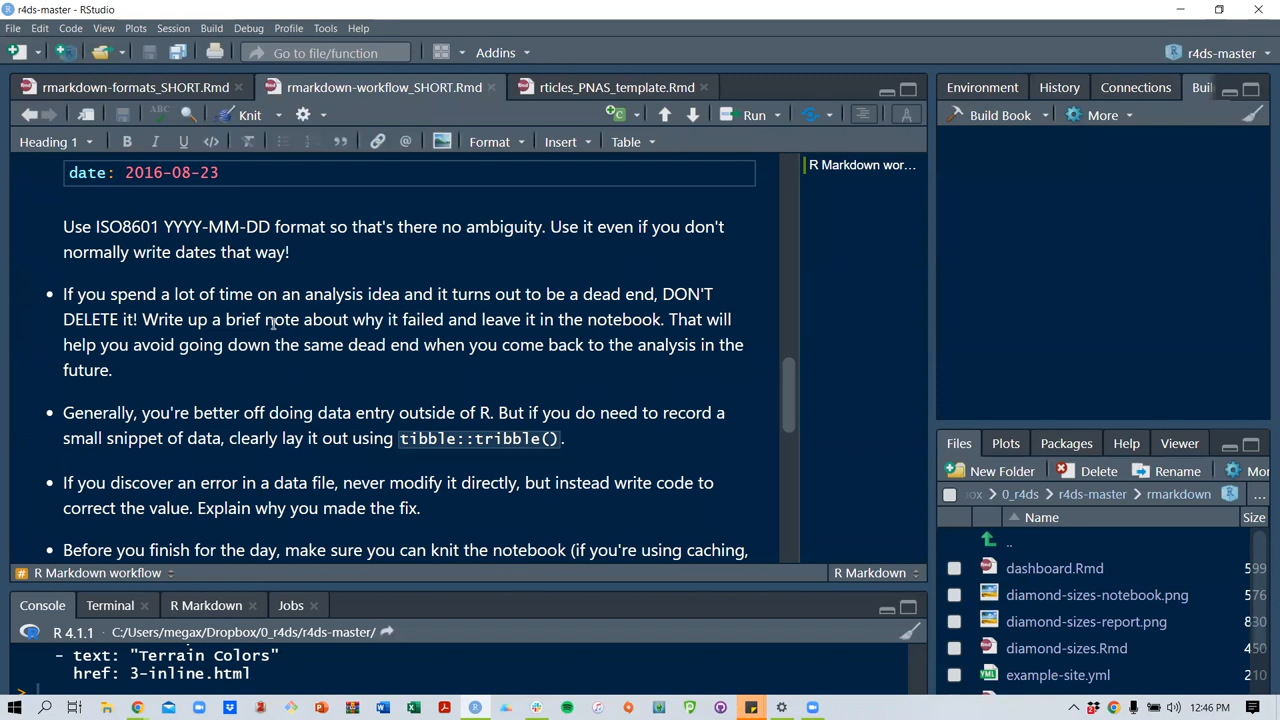 r4ds-master - RStudio
File Edit Code View Plots Session Build Debug Profile Tools Help
Go to file/function Addins r4ds-master
rmarkdown-formats_SHORT.Rmd rmarkdown-workflow_SHORT.Rmd rticles_PNAS_template.Rmd
Environment History Connections
Knit Run
Build Book More
Heading 1 B I U Format Insert Table
date: 2016-08-23
R Markdown wor...
Use ISO8601 YYYY-MM-DD format so that's there no ambiguity. Use it even if you don't
normally write dates that way!
If you spend a lot of time on an analysis idea and it turns out to be a dead end, DON'T
DELETE it! Write up a brief note about why it failed and leave it in the notebook. That will
help you avoid going down the same dead end when you come back to the analysis in the
future.
Generally, you're better off doing data entry outside of R. But if you do need to record a
small snippet of data, clearly lay it out using tibble::tribble().
If you discover an error in a data file, never modify it directly, but instead write code to
correct the value. Explain why you made the fix.
Before you finish for the day, make sure you can knit the notebook (if you're using caching,
# R Markdown workflow R Markdown
Console Terminal R Markdown Jobs
R 4.1.1 · C:/Users/megax/Dropbox/0_r4ds/r4ds-master/
- text: "Terrain Colors"
href: 3-inline.html
>
Files Plots Packages Help Viewer
New Folder Delete Rename
0_r4ds r4ds-master rmarkdown ...
Name Size
..
dashboard.Rmd 599
diamond-sizes-notebook.png 576
diamond-sizes-report.png 830
diamond-sizes.Rmd 450
example-site.yml 210
12:46 PM